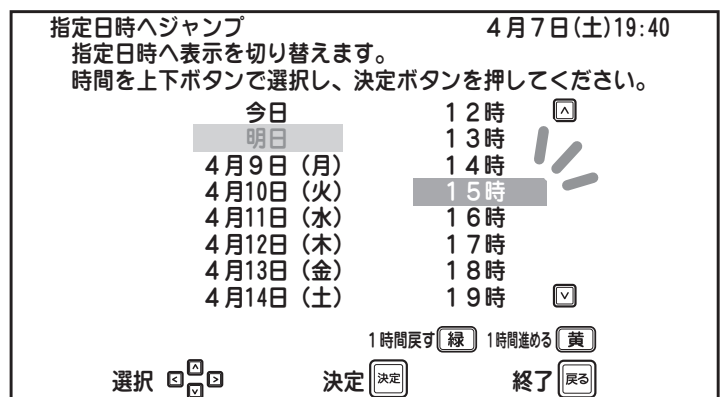 指定日時へジャンプ 4月7日(土)19:40
指定日時へ表示を切り替えます。
時間を上下ボタンで選択し、決定ボタンを押してください。
今日 12時
明日 13時
4月9日(月) 14時
4月10日(火) 15時
4月11日(水) 16時
4月12日(木) 17時
4月13日(金) 18時
4月14日(土) 19時
1時間戻す 緑 1時間進める 黄
選択 決定 決定 終了 戻る